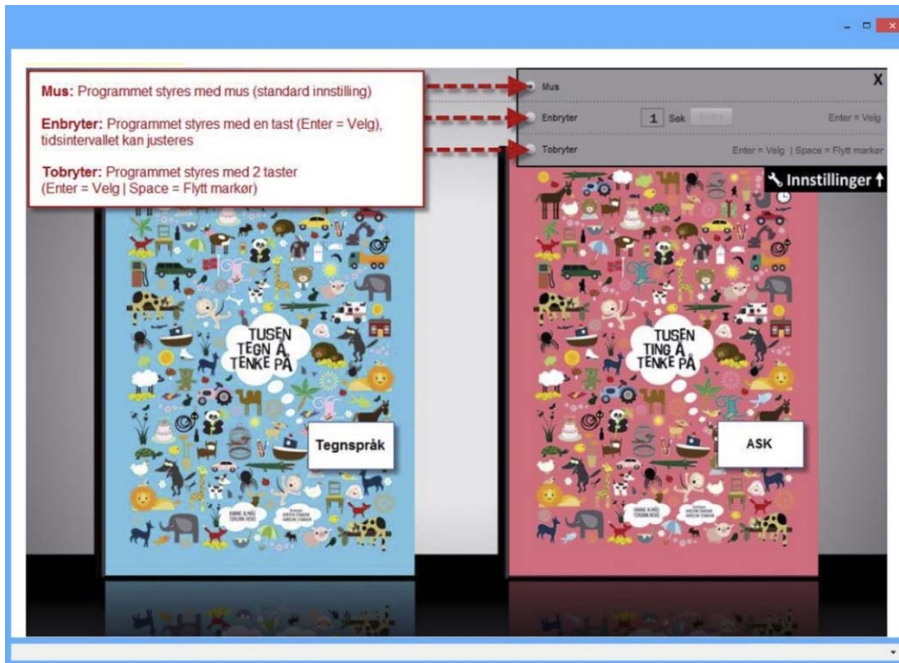 Mus: Programmet styres med mus (standard innstilling)
Enbryter: Programmet styres med en tast (Enter = Velg),
tidsintervallet kan justeres
Tobryter: Programmet styres med 2 taster
(Enter = Velg | Space = Flytt markør)
X
Mus
Enbryter
1 Sek
Enter = Velg
Tobryter
Enter = Velg | Space = Flytt markør
Innstillinger
TUSEN
TEGN Å
TENKE PÅ
Tegnspråk
TUSEN
TING Å
TENKE PÅ
ASK